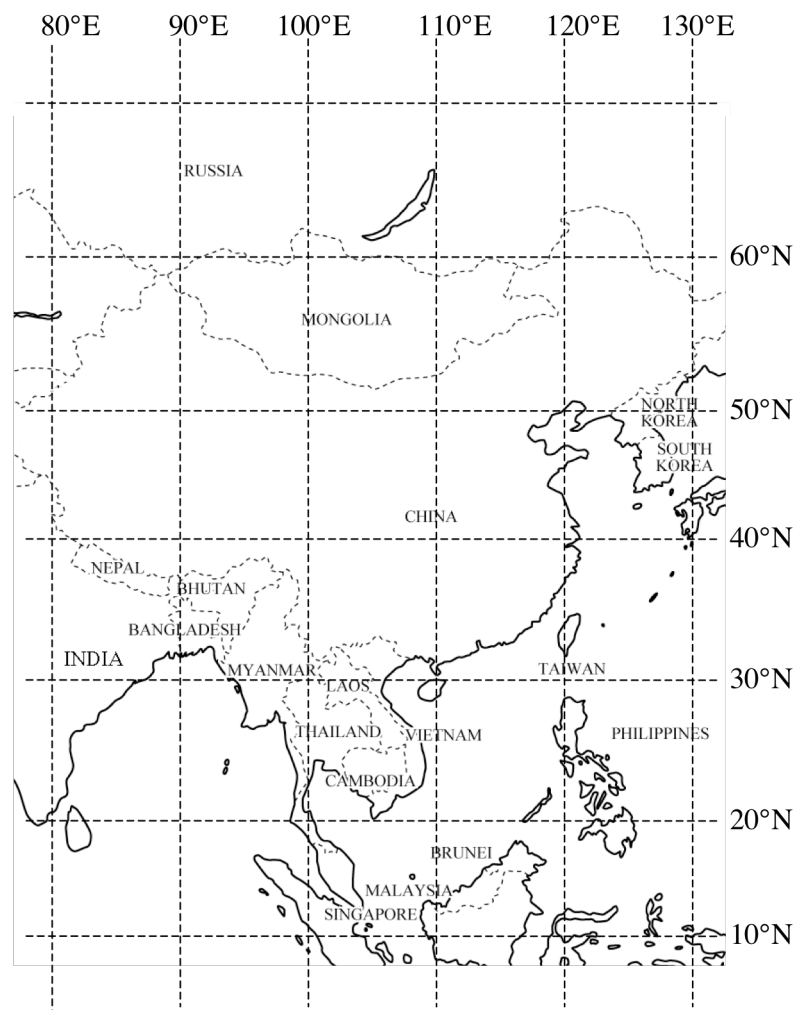 80°E 90°E 100°E 110°E 120°E 130°E
RUSSIA
60°N
MONGOLIA
50°N
NORTH
KOREA
SOUTH
KOREA
CHINA
40°N
NEPAL
BHUTAN
BANGLADESH
INDIA
MYANMAR
TAIWAN
30°N
LAOS
THAILAND
VIETNAM
PHILIPPINES
CAMBODIA
20°N
BRUNEI
MALAYSIA
SINGAPORE
10°N